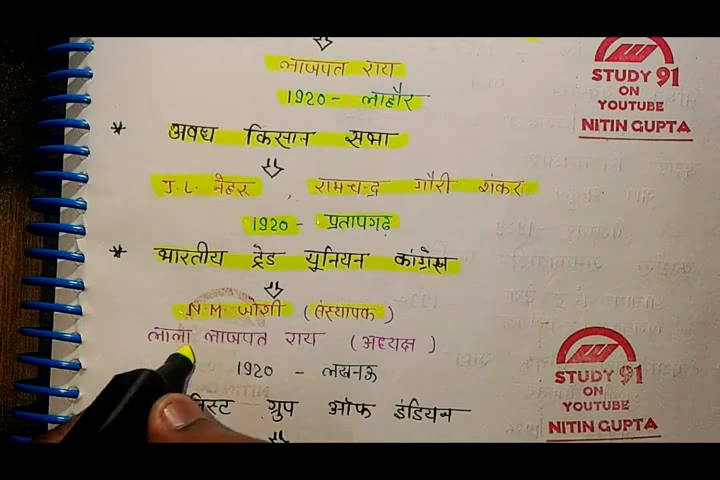 लाजपत राय
1920 - लाहौर
* अवध किसान सभा
J.L. नेहरू , रामचन्द्र गौरी शंकर
1920 - प्रतापगढ़
* भारतीय ट्रेड यूनियन कांग्रेस
N.M. जोशी (संस्थापक)
लाला लाजपत राय (अध्यक्ष)
1920 - लखनऊ
ग्रुप ऑफ इंडियन
STUDY 91
ON
YOUTUBE
NITIN GUPTA
STUDY 91
ON
YOUTUBE
NITIN GUPTA